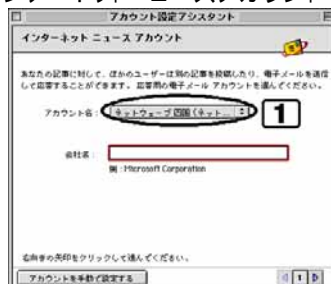 アカウント設定アシスタント
インターネット ニュース アカウント
あなたの記事に対して、ほかのユーザーは別の記事を投稿したり、電子メールを送信
して応答することができます。応答用の電子メール アカウントを選んでください。
アカウント名： ネットウェーブ四国(ネット...
1
会社名：
例：Microsoft Corporation
右向きの矢印をクリックして進んでください。
アカウントを手動で設定する
1